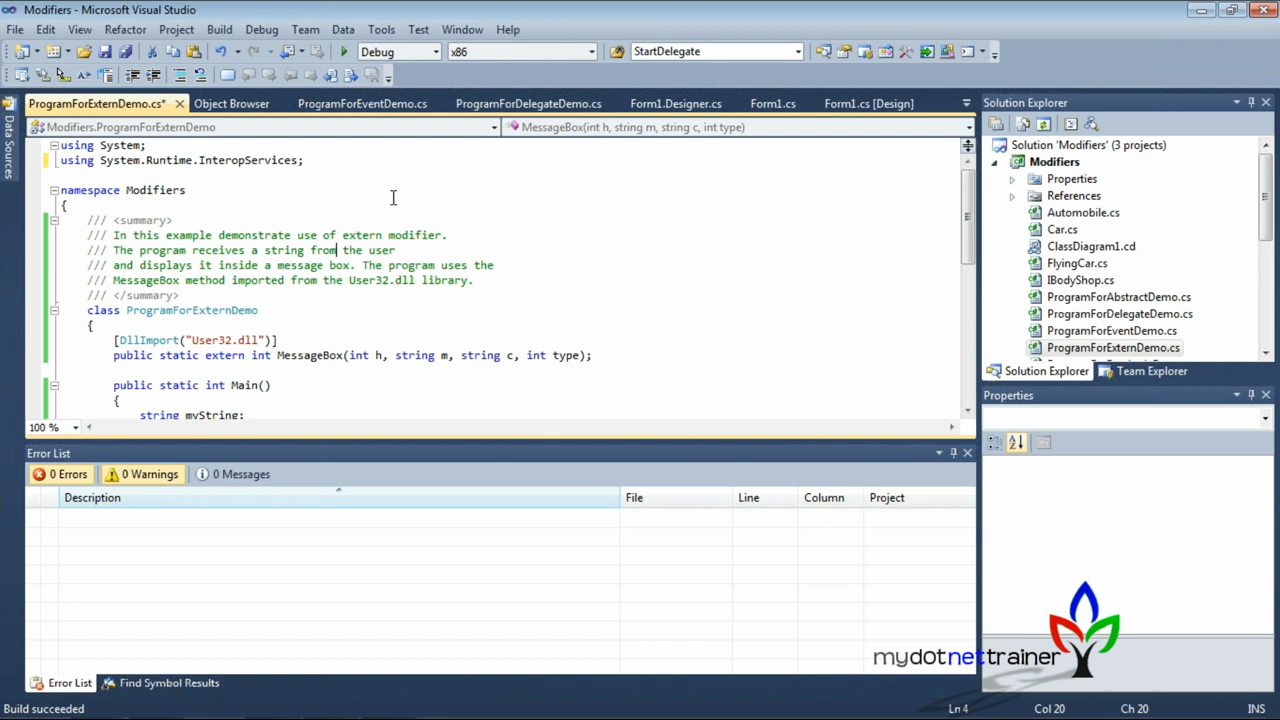 Modifiers - Microsoft Visual Studio
File Edit View Refactor Project Build Debug Team Data Tools Test Window Help
Debug x86 StartDelegate
ProgramForExternDemo.cs* Object Browser ProgramForEventDemo.cs ProgramForDelegateDemo.cs Form1.Designer.cs Form1.cs Form1.cs [Design]
Modifiers.ProgramForExternDemo MessageBox(int h, string m, string c, int type)
Data Sources
using System;
using System.Runtime.InteropServices;
namespace Modifiers
{
/// <summary>
/// In this example demonstrate use of extern modifier.
/// The program receives a string from the user
/// and displays it inside a message box. The program uses the
/// MessageBox method imported from the User32.dll library.
/// </summary>
class ProgramForExternDemo
{
[DllImport("User32.dll")]
public static extern int MessageBox(int h, string m, string c, int type);
public static int Main()
{
string myString;
100 %
Solution Explorer
Solution 'Modifiers' (3 projects)
Modifiers
Properties
References
Automobile.cs
Car.cs
ClassDiagram1.cd
FlyingCar.cs
IBodyShop.cs
ProgramForAbstractDemo.cs
ProgramForDelegateDemo.cs
ProgramForEventDemo.cs
ProgramForExternDemo.cs
Solution Explorer Team Explorer
Properties
Error List
0 Errors 0 Warnings 0 Messages
Description File Line Column Project
Error List Find Symbol Results
mydotnettrainer
Build succeeded Ln 4 Col 20 Ch 20 INS